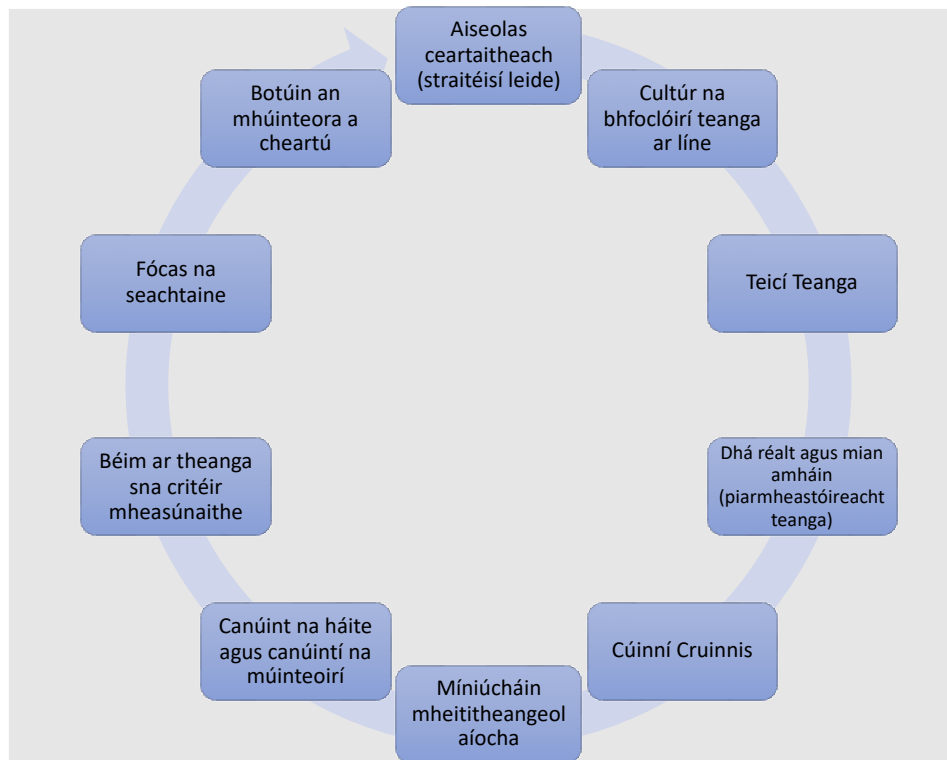 Aiseolas
ceartaitheach
(straitéisí leide)
Cultúr na
bhfoclóirí teanga
ar líne
Teicí Teanga
Dhá réalt agus mian
amháin
(piarmheastóireacht
teanga)
Cúinní Cruinnis
Míniúcháin
mheititheangeol
aíocha
Canúint na háite
agus canúintí na
múinteoirí
Béim ar theanga
sna critéir
mheasúnaithe
Fócas na
seachtaine
Botúin an
mhúinteora a
cheartú